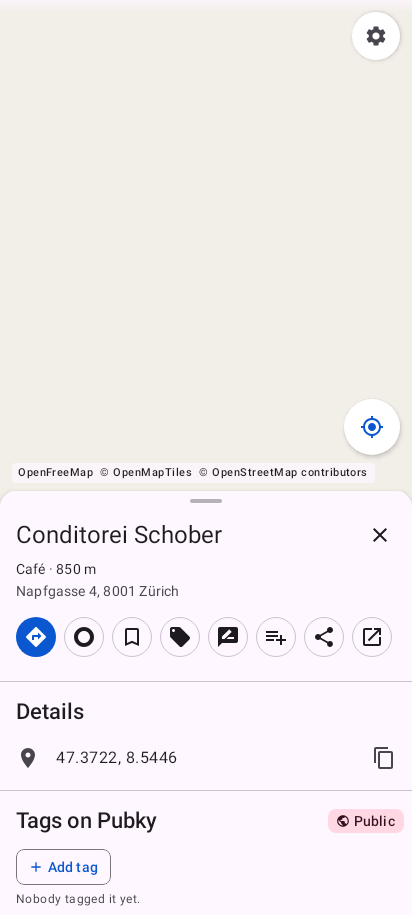 OpenFreeMap © OpenMapTiles © OpenStreetMap contributors
Conditorei Schober
Café · 850 m
Napfgasse 4, 8001 Zürich
Details
47.3722, 8.5446
Tags on Pubky
Public
+ Add tag
Nobody tagged it yet.